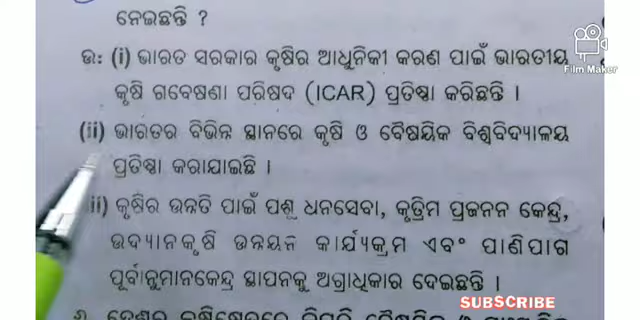 ନେଇଛନ୍ତି ?
ଉ: (i) ଭାରତ ସରକାର କୃଷିର ଆଧୁନିକୀ କରଣ ପାଇଁ ଭାରତୀୟ
କୃଷି ଗବେଷଣା ପରିଷଦ (ICAR) ପ୍ରତିଷ୍ଠା କରିଛନ୍ତି ।
(ii) ଭାରତର ବିଭିନ୍ନ ସ୍ଥାନରେ କୃଷି ଓ ବୈଷୟିକ ବିଶ୍ୱବିଦ୍ୟାଳୟ
ପ୍ରତିଷ୍ଠା କରାଯାଇଛି ।
ii) କୃଷିର ଉନ୍ନତି ପାଇଁ ପଶୁ ଧନସେବା, କୃତ୍ରିମ ପ୍ରଜନନ କେନ୍ଦ୍ର,
ଉଦ୍ୟାନକୃଷି ଉନ୍ନୟନ କାର୍ଯ୍ୟକ୍ରମ ଏବଂ ପାଣିପାଗ
ପୂର୍ବାନୁମାନକେନ୍ଦ୍ର ସ୍ଥାପନକୁ ଅଗ୍ରାଧିକାର ଦେଇଛନ୍ତି ।
Film Maker
SUBSCRIBE